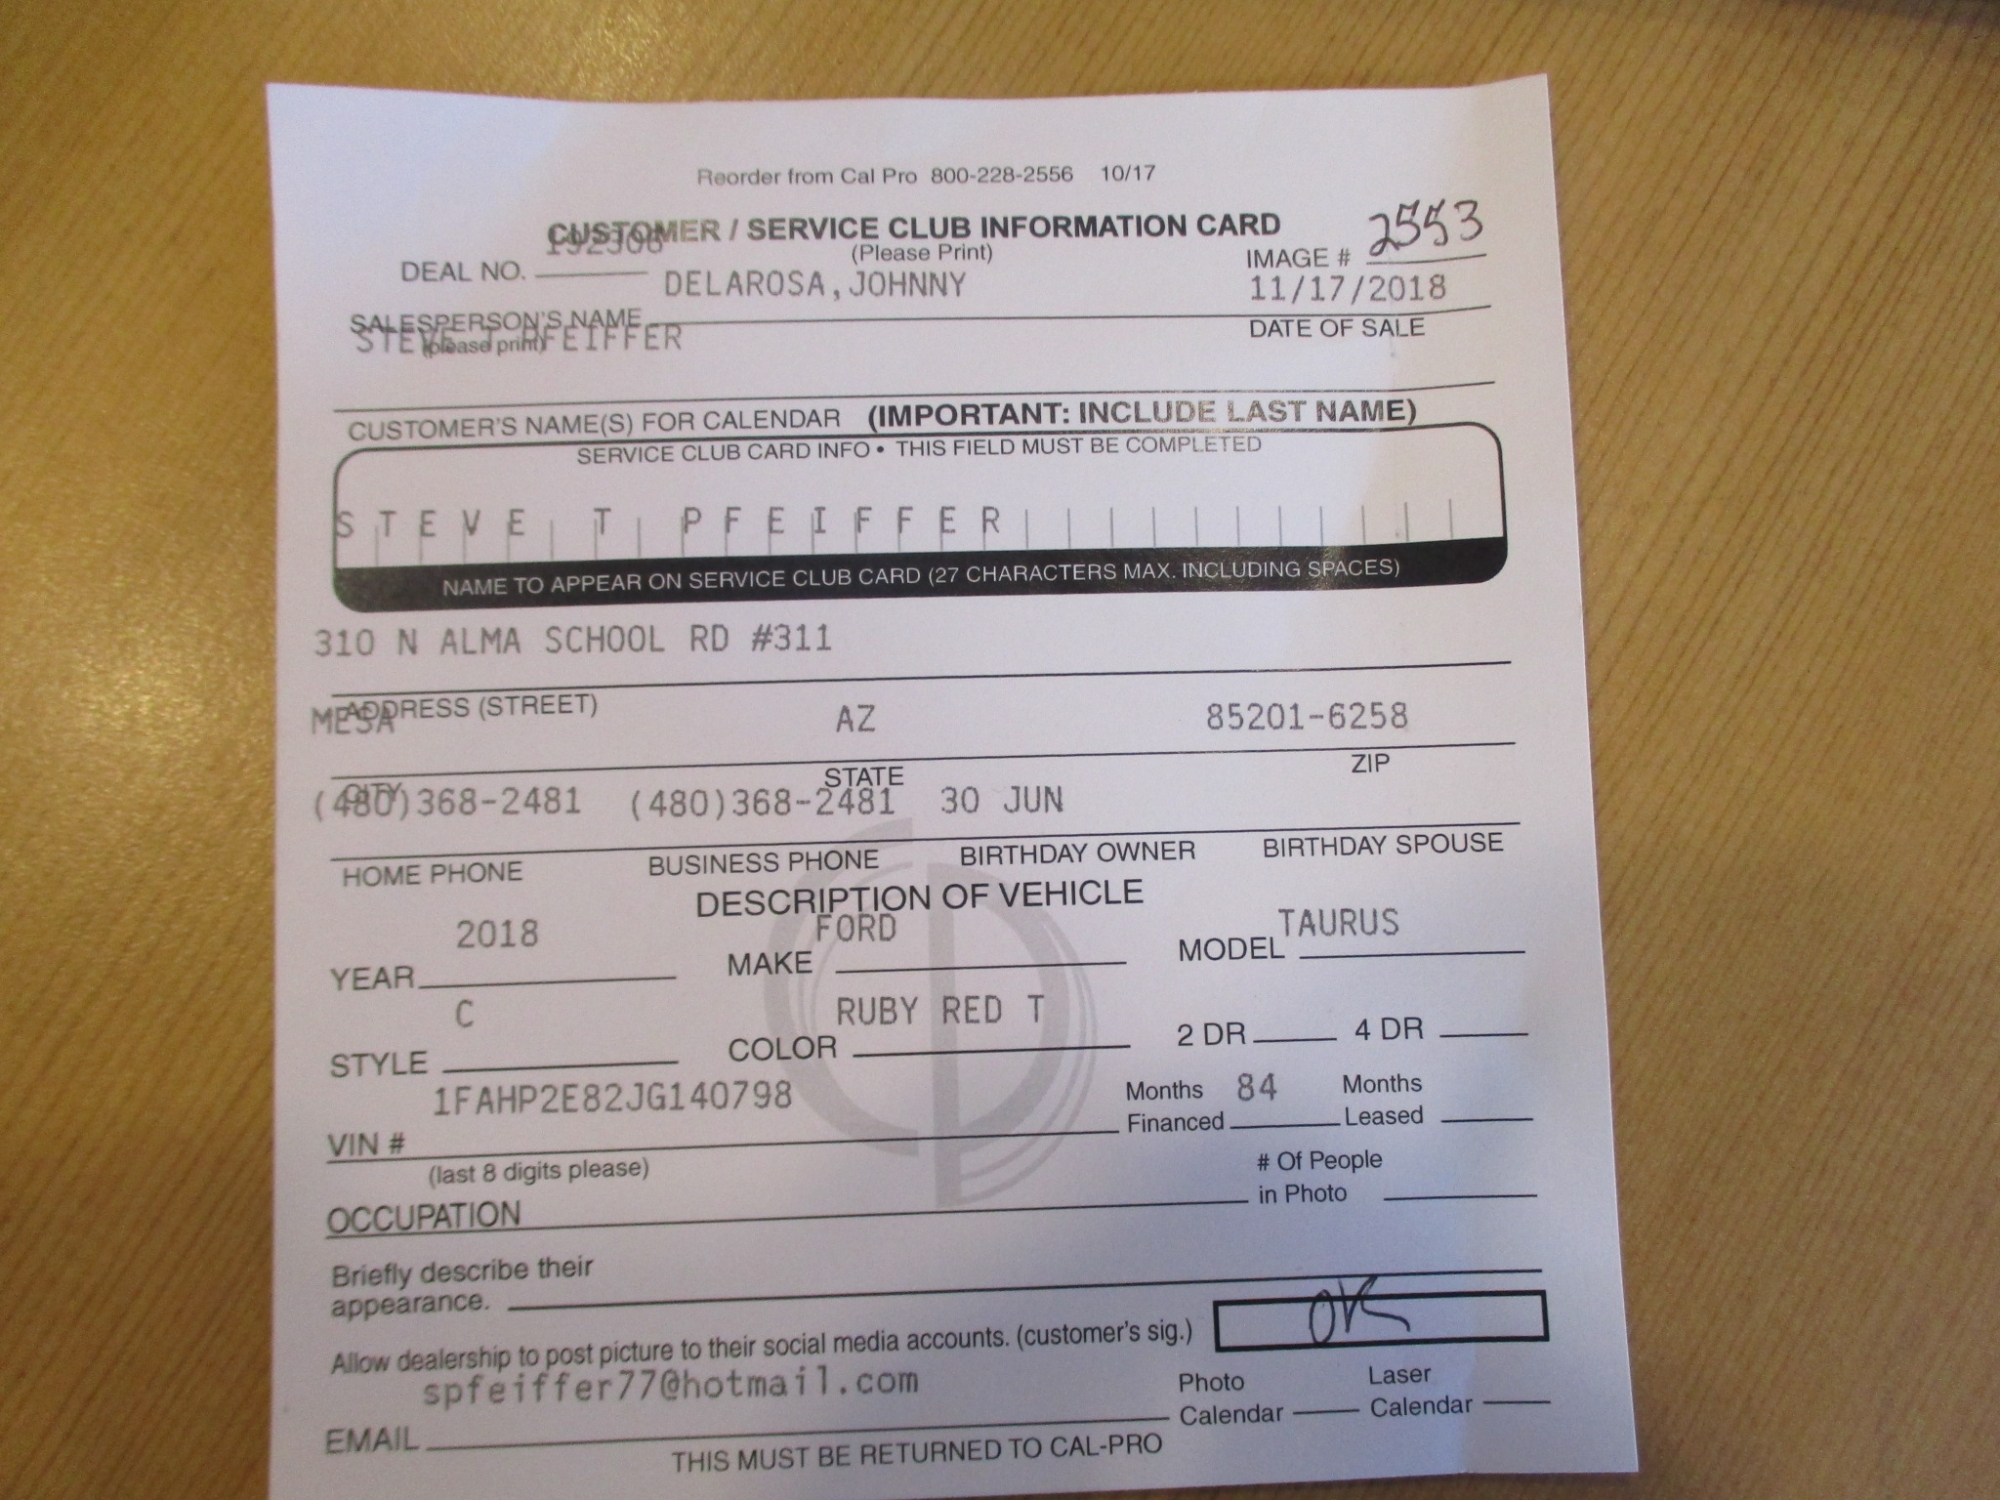 Reorder from Cal Pro 800-228-2556 10/17
CUSTOMER / SERVICE CLUB INFORMATION CARD
(Please Print)
DEAL NO. 192306
IMAGE # 2553
DELAROSA,JOHNNY 11/17/2018
SALESPERSON'S NAME DATE OF SALE
(please print)
STEVE T PFEIFFER
CUSTOMER'S NAME(S) FOR CALENDAR (IMPORTANT: INCLUDE LAST NAME)
SERVICE CLUB CARD INFO • THIS FIELD MUST BE COMPLETED
STEVE T PFEIFFER
NAME TO APPEAR ON SERVICE CLUB CARD (27 CHARACTERS MAX. INCLUDING SPACES)
310 N ALMA SCHOOL RD #311
ADDRESS (STREET)
MESA AZ 85201-6258
CITY STATE ZIP
(480)368-2481 (480)368-2481 30 JUN
HOME PHONE BUSINESS PHONE BIRTHDAY OWNER BIRTHDAY SPOUSE
DESCRIPTION OF VEHICLE
YEAR 2018 MAKE FORD MODEL TAURUS
STYLE C COLOR RUBY RED T 2 DR 4 DR
VIN # 1FAHP2E82JG140798 Months Financed 84 Months Leased
(last 8 digits please)
OCCUPATION # Of People in Photo
Briefly describe their
appearance.
Allow dealership to post picture to their social media accounts. (customer's sig.) OK
EMAIL spfeiffer77@hotmail.com Photo Calendar Laser Calendar
THIS MUST BE RETURNED TO CAL-PRO